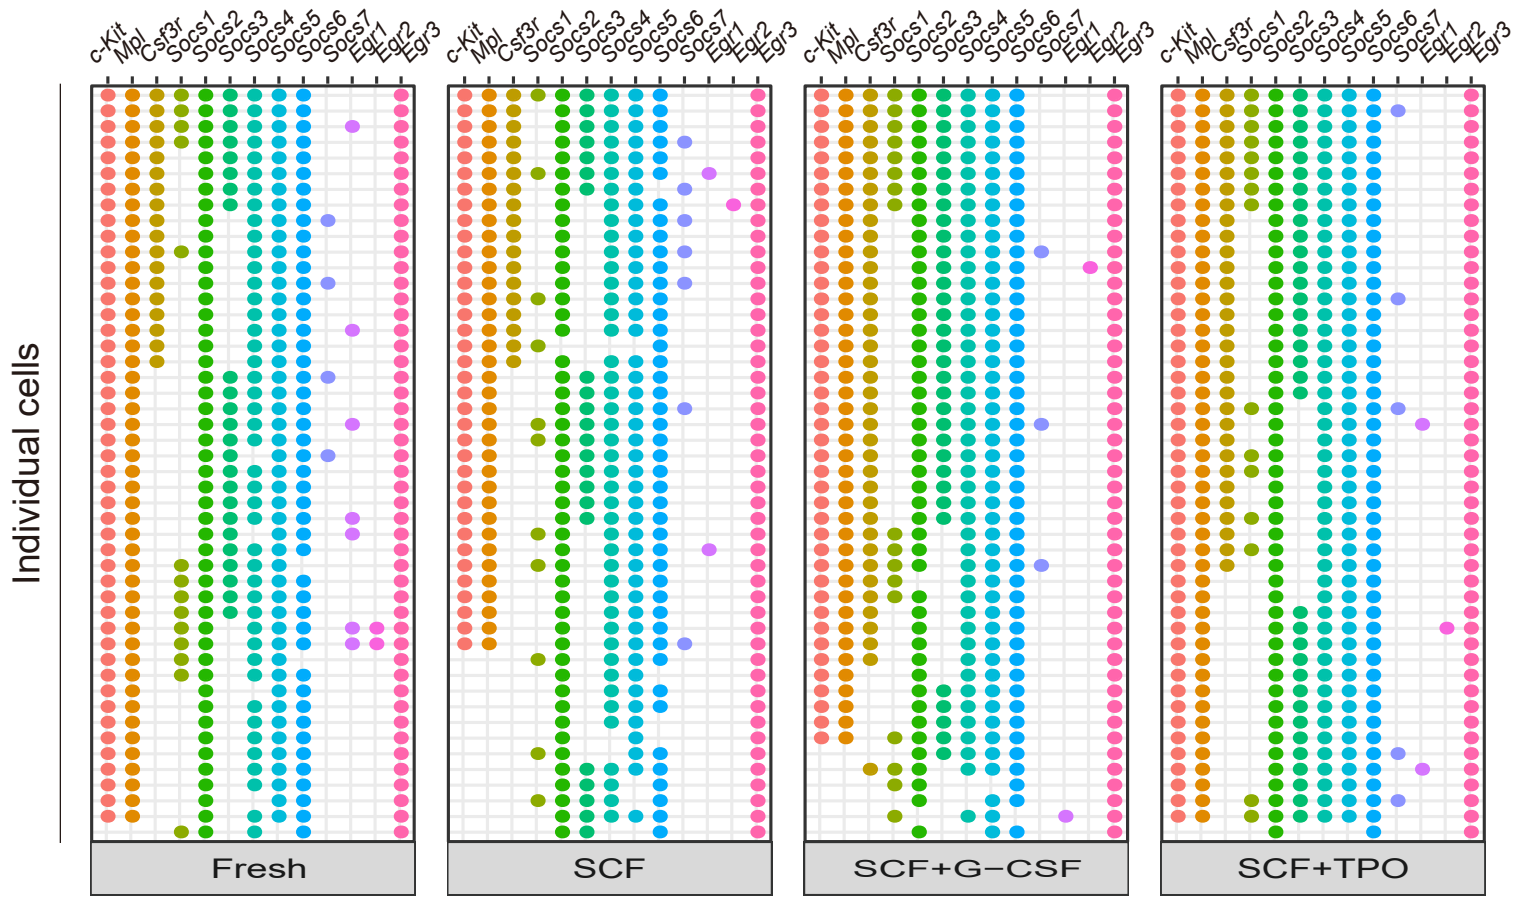 c-Kit Mpl Csf3r Socs1 Socs2 Socs3 Socs4 Socs5 Socs6 Socs7 Egr1 Egr2 Egr3
c-Kit Mpl Csf3r Socs1 Socs2 Socs3 Socs4 Socs5 Socs6 Socs7 Egr1 Egr2 Egr3
c-Kit Mpl Csf3r Socs1 Socs2 Socs3 Socs4 Socs5 Socs6 Socs7 Egr1 Egr2 Egr3
c-Kit Mpl Csf3r Socs1 Socs2 Socs3 Socs4 Socs5 Socs6 Socs7 Egr1 Egr2 Egr3
Individual cells
Fresh
SCF
SCF+G−CSF
SCF+TPO